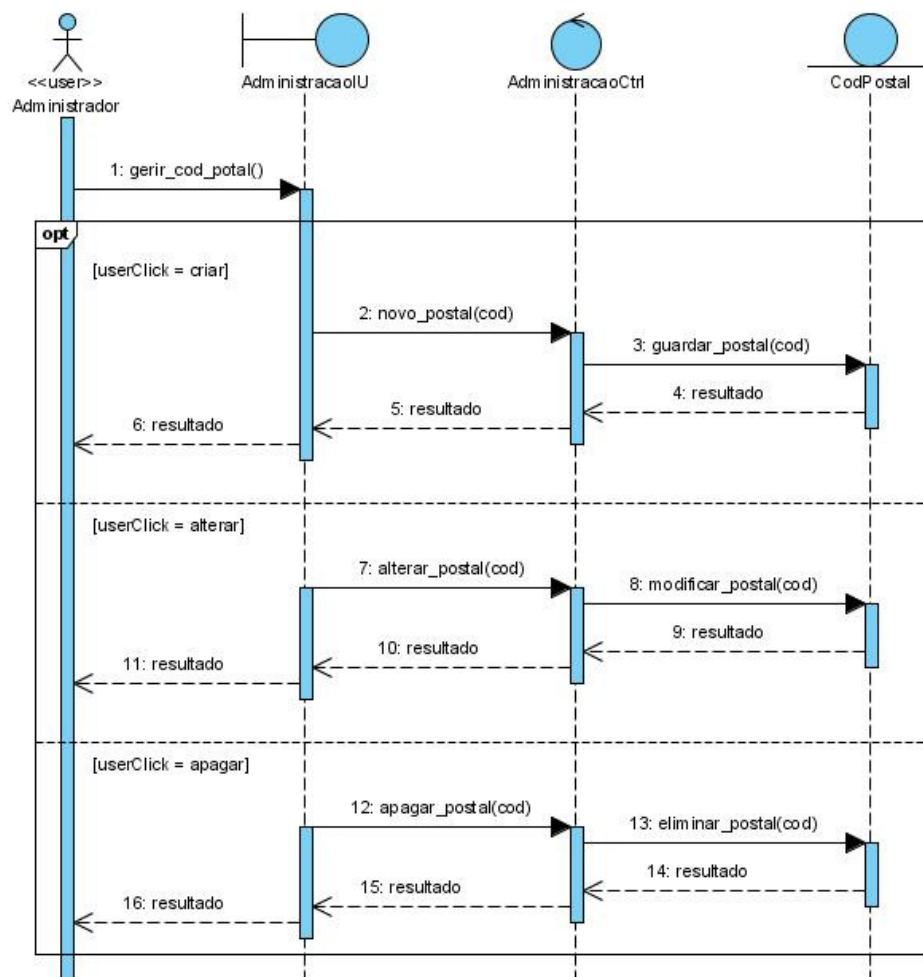 <<user>>
Administrador
AdministracaoIU
AdministracaoCtrl
CodPostal
1: gerir_cod_potal()
opt
[userClick = criar]
2: novo_postal(cod)
3: guardar_postal(cod)
4: resultado
5: resultado
6: resultado
[userClick = alterar]
7: alterar_postal(cod)
8: modificar_postal(cod)
9: resultado
10: resultado
11: resultado
[userClick = apagar]
12: apagar_postal(cod)
13: eliminar_postal(cod)
14: resultado
15: resultado
16: resultado